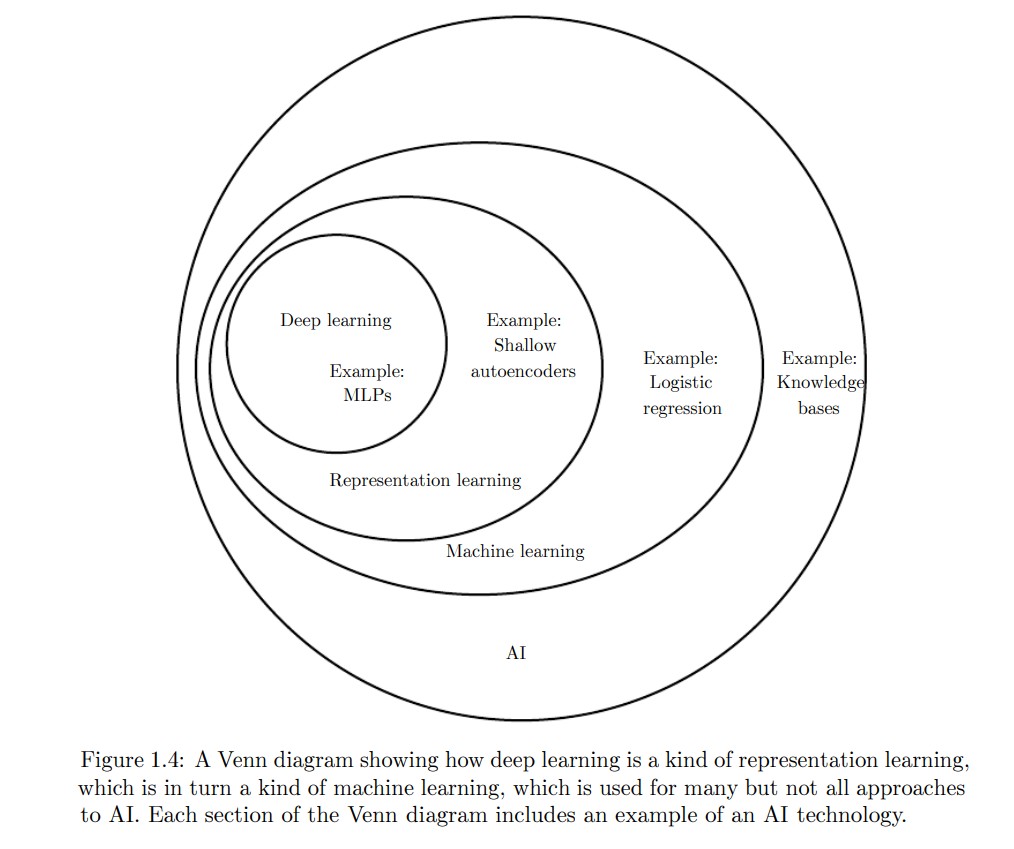 Deep learning
Example:
MLPs
Example:
Shallow
autoencoders
Example:
Logistic
regression
Example:
Knowledge
bases
Representation learning
Machine learning
AI
Figure 1.4: A Venn diagram showing how deep learning is a kind of representation learning,
which is in turn a kind of machine learning, which is used for many but not all approaches
to AI. Each section of the Venn diagram includes an example of an AI technology.